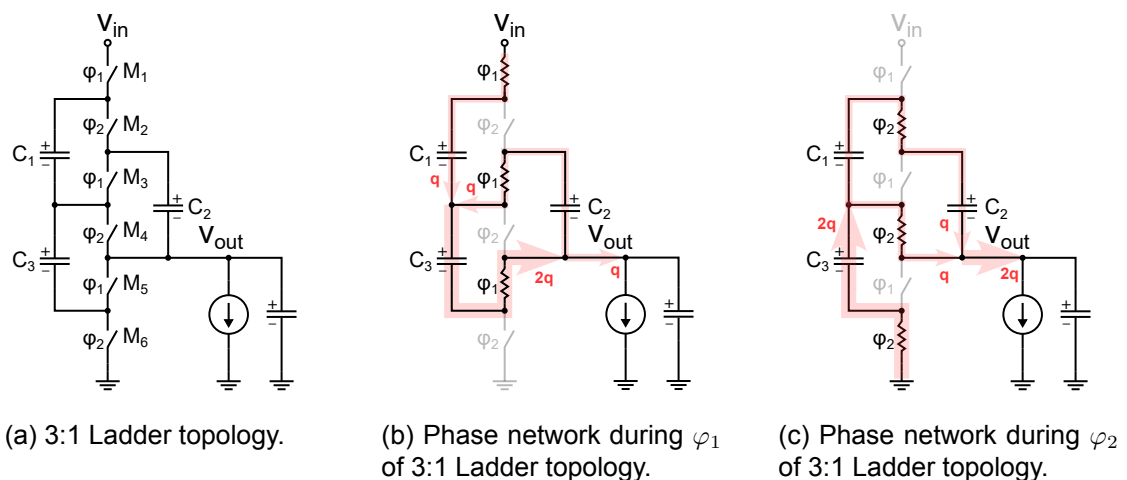 Vin
φ1 M1
φ2 M2
C1 + −
φ1 M3
+ − C2
φ2 M4
Vout
C3 + −
φ1 M5
+ −
φ2 M6
(a) 3:1 Ladder topology.
Vin
φ1
φ2
C1 + −
φ1
q q
+ − C2
φ2
Vout
C3 + −
2q q
φ1
+ −
φ2
(b) Phase network during φ1
of 3:1 Ladder topology.
Vin
φ1
φ2
C1 + −
φ1
+ − C2
2q q
φ2
Vout
C3 + −
q 2q
φ1
+ −
φ2
(c) Phase network during φ2
of 3:1 Ladder topology.